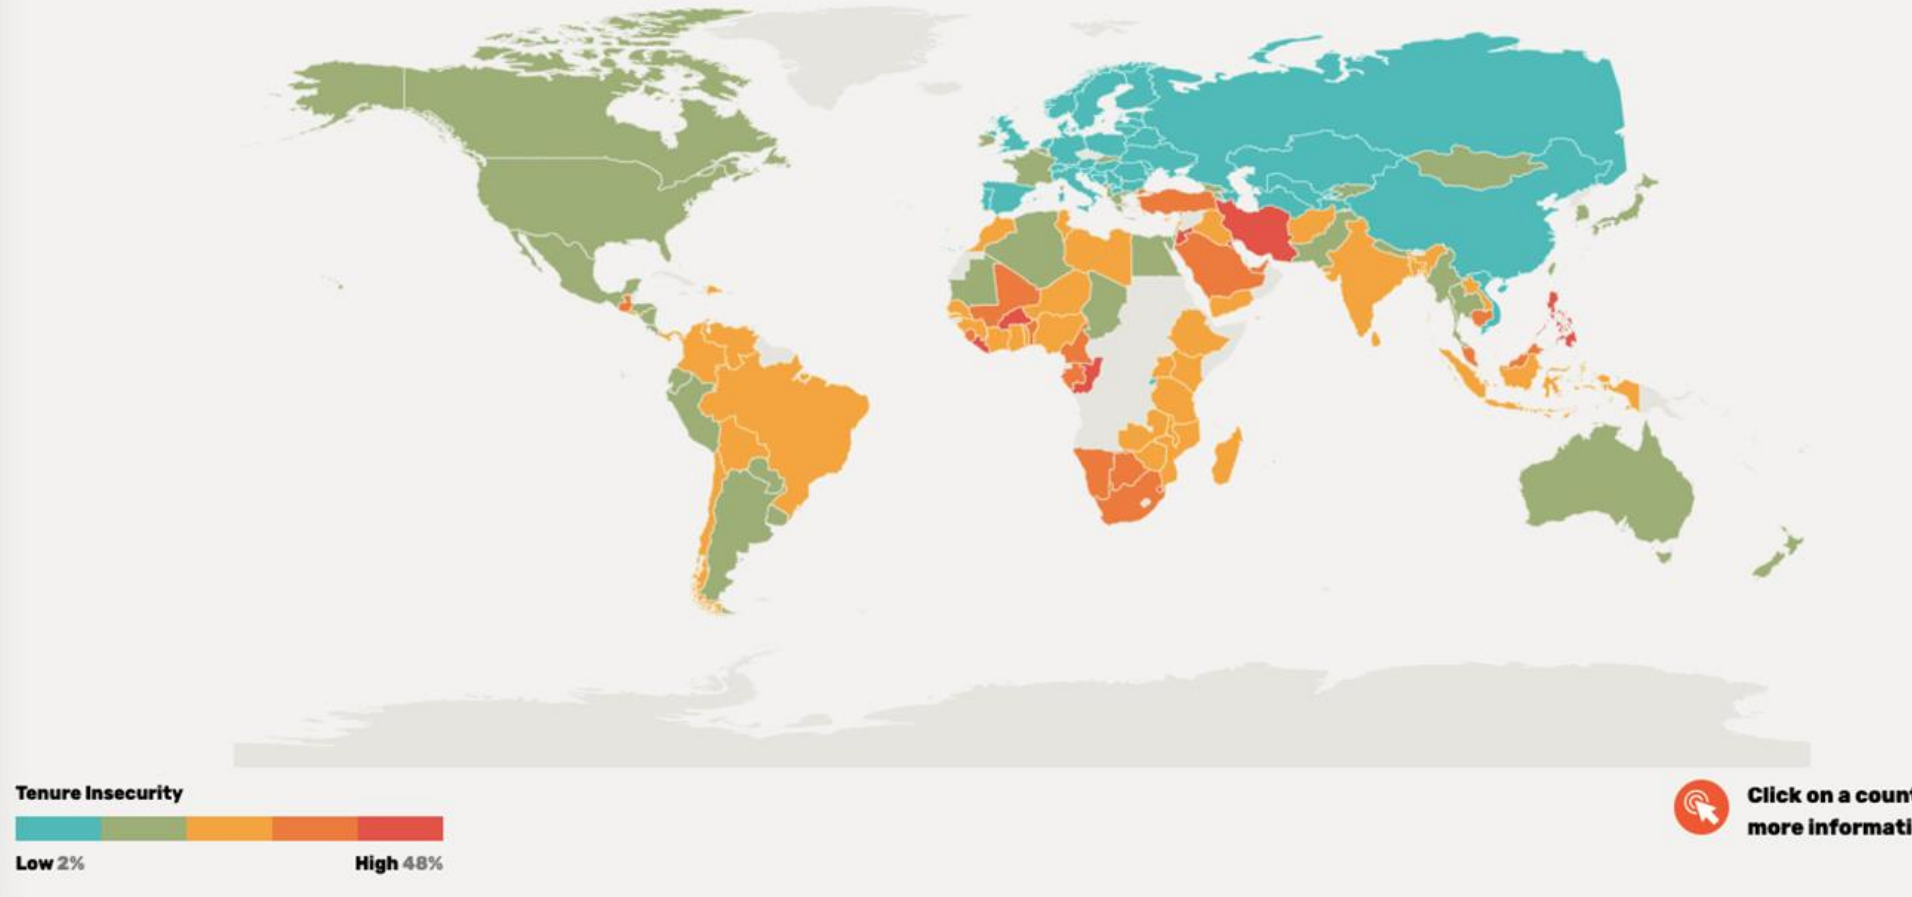 Tenure Insecurity
Low 2%
High 48%
Click on a count
more informati